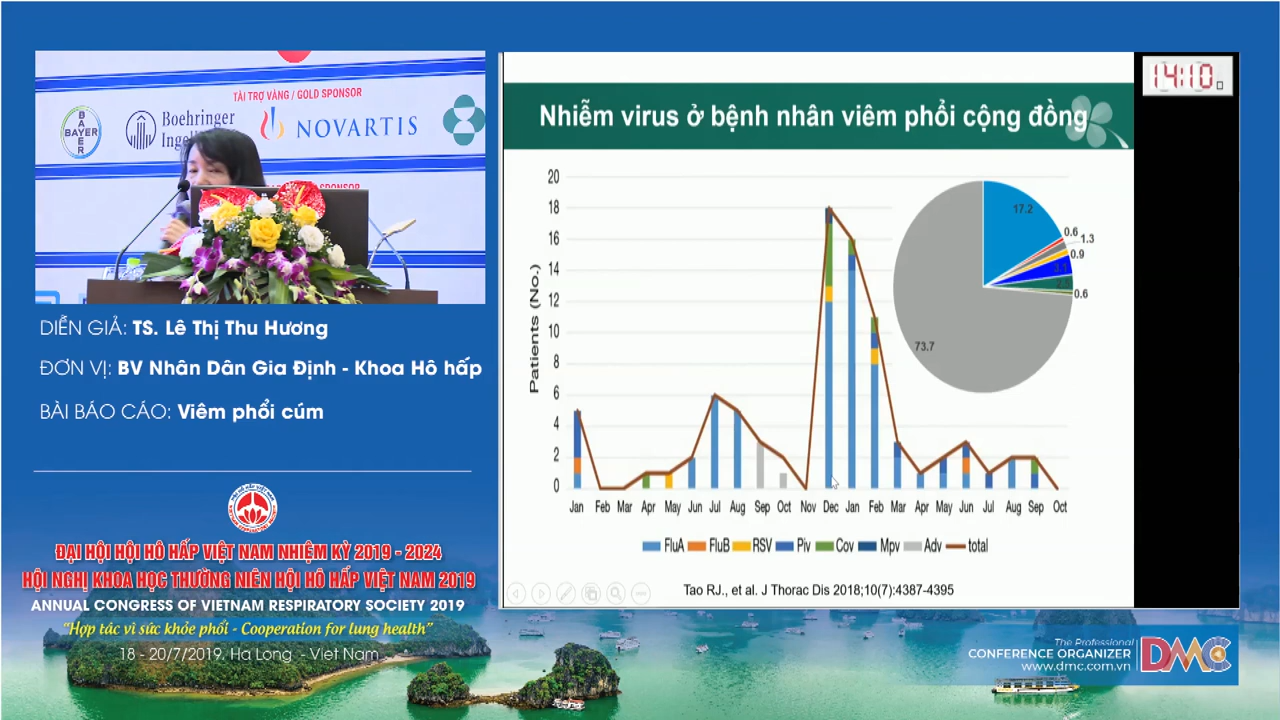 TÀI TRỢ VÀNG / GOLD SPONSOR
BAYER
BAYER
Boehringer
NOVARTIS
SPONSOR
DIỄN GIẢ: TS. Lê Thị Thu Hương
ĐƠN VỊ: BV Nhân Dân Gia Định - Khoa Hô hấp
BÀI BÁO CÁO: Viêm phổi cúm
ĐẠI HỘI HỘI HÔ HẤP VIỆT NAM NHIỆM KỲ 2019 - 2024
HỘI NGHỊ KHOA HỌC THƯỜNG NIÊN HỘI HÔ HẤP VIỆT NAM 2019
ANNUAL CONGRESS OF VIETNAM RESPIRATORY SOCIETY 2019
“Hợp tác vì sức khỏe phổi - Cooperation for lung health”
18 - 20/7/2019. Ha Long - Viet Nam
14:10
Nhiễm virus ở bệnh nhân viêm phổi cộng đồng
Patients (No.)
20
18
16
14
12
10
8
6
4
2
0
Jan Feb Mar Apr May Jun Jul Aug Sep Oct Nov Dec Jan Feb Mar Apr May Jun Jul Aug Sep Oct
17.2
0.6
1.3
0.9
0.6
73.7
FluA FluB RSV Piv Cov Mpv Adv total
Tao RJ., et al. J Thorac Dis 2018;10(7):4387-4395
The Professional
CONFERENCE ORGANIZER
www.dmc.com.vn
DMC